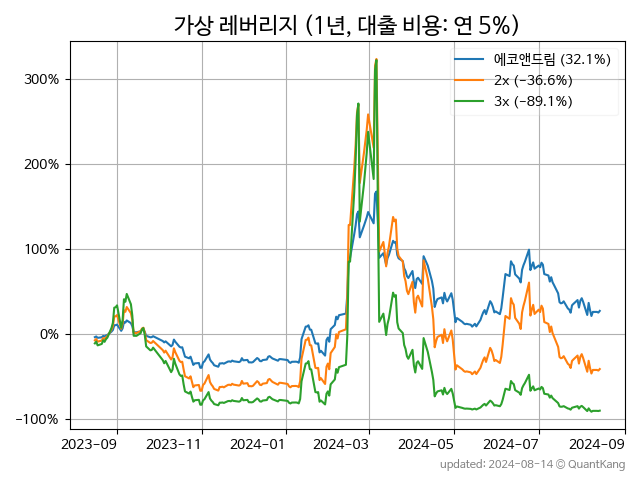 가상 레버리지 (1년, 대출 비용: 연 5%)
에코앤드림 (32.1%)
2x (-36.6%)
3x (-89.1%)
300%
200%
100%
0%
-100%
2023-09 2023-11 2024-01 2024-03 2024-05 2024-07 2024-09
updated: 2024-08-14 © QuantKang